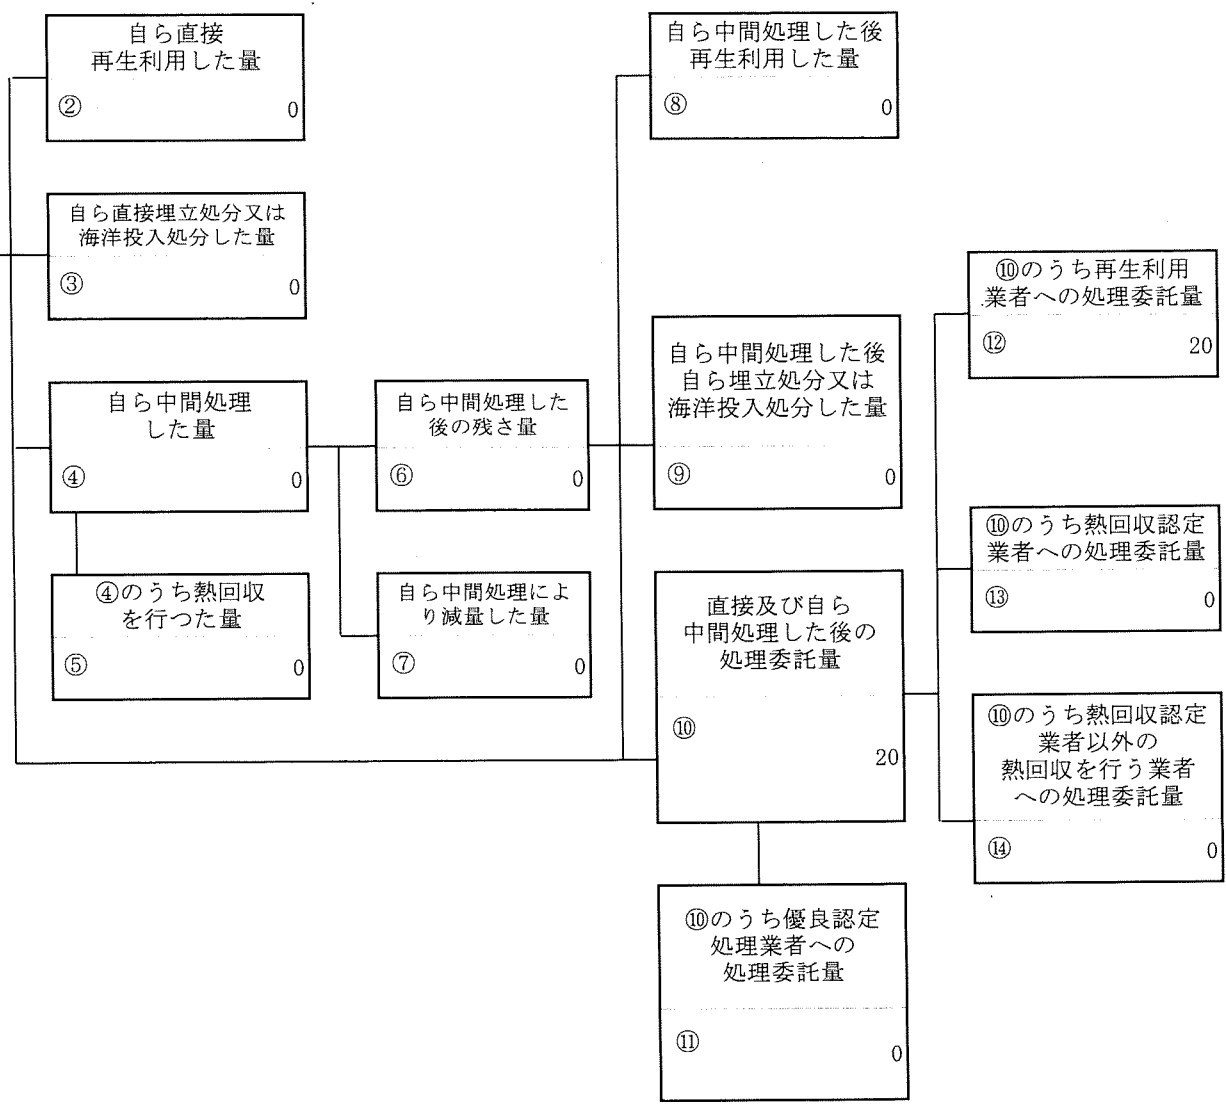 自ら直接
再生利用した量
② 0
自ら直接埋立処分又は
海洋投入処分した量
③ 0
自ら中間処理
した量
④ 0
④のうち熱回収
を行つた量
⑤ 0
自ら中間処理した
後の残さ量
⑥ 0
自ら中間処理によ
り減量した量
⑦ 0
自ら中間処理した後
再生利用した量
⑧ 0
自ら中間処理した後
自ら埋立処分又は
海洋投入処分した量
⑨ 0
直接及び自ら
中間処理した後の
処理委託量
⑩ 20
⑩のうち優良認定
処理業者への
処理委託量
⑪ 0
⑩のうち再生利用
業者への処理委託量
⑫ 20
⑩のうち熱回収認定
業者への処理委託量
⑬ 0
⑩のうち熱回収認定
業者以外の
熱回収を行う業者
への処理委託量
⑭ 0